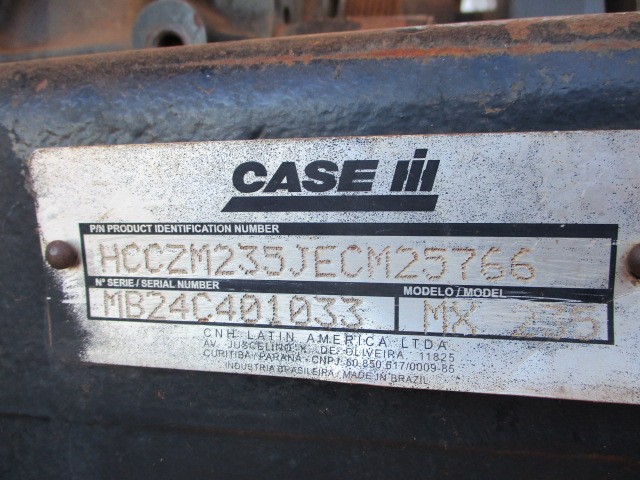 CASE IH
P/N PRODUCT IDENTIFICATION NUMBER
HCCZM235JECM25766
Nº SERIE / SERIAL NUMBER
MODELO / MODEL
MB24C401033
MX 235
CNH LATIN AMERICA LTDA
AV. JUSCELINO K. DE OLIVEIRA 11825
CURITIBA / PARANA - CNPJ. 60.850.617/0009-85
INDUSTRIA BRASILEIRA / MADE IN BRAZIL